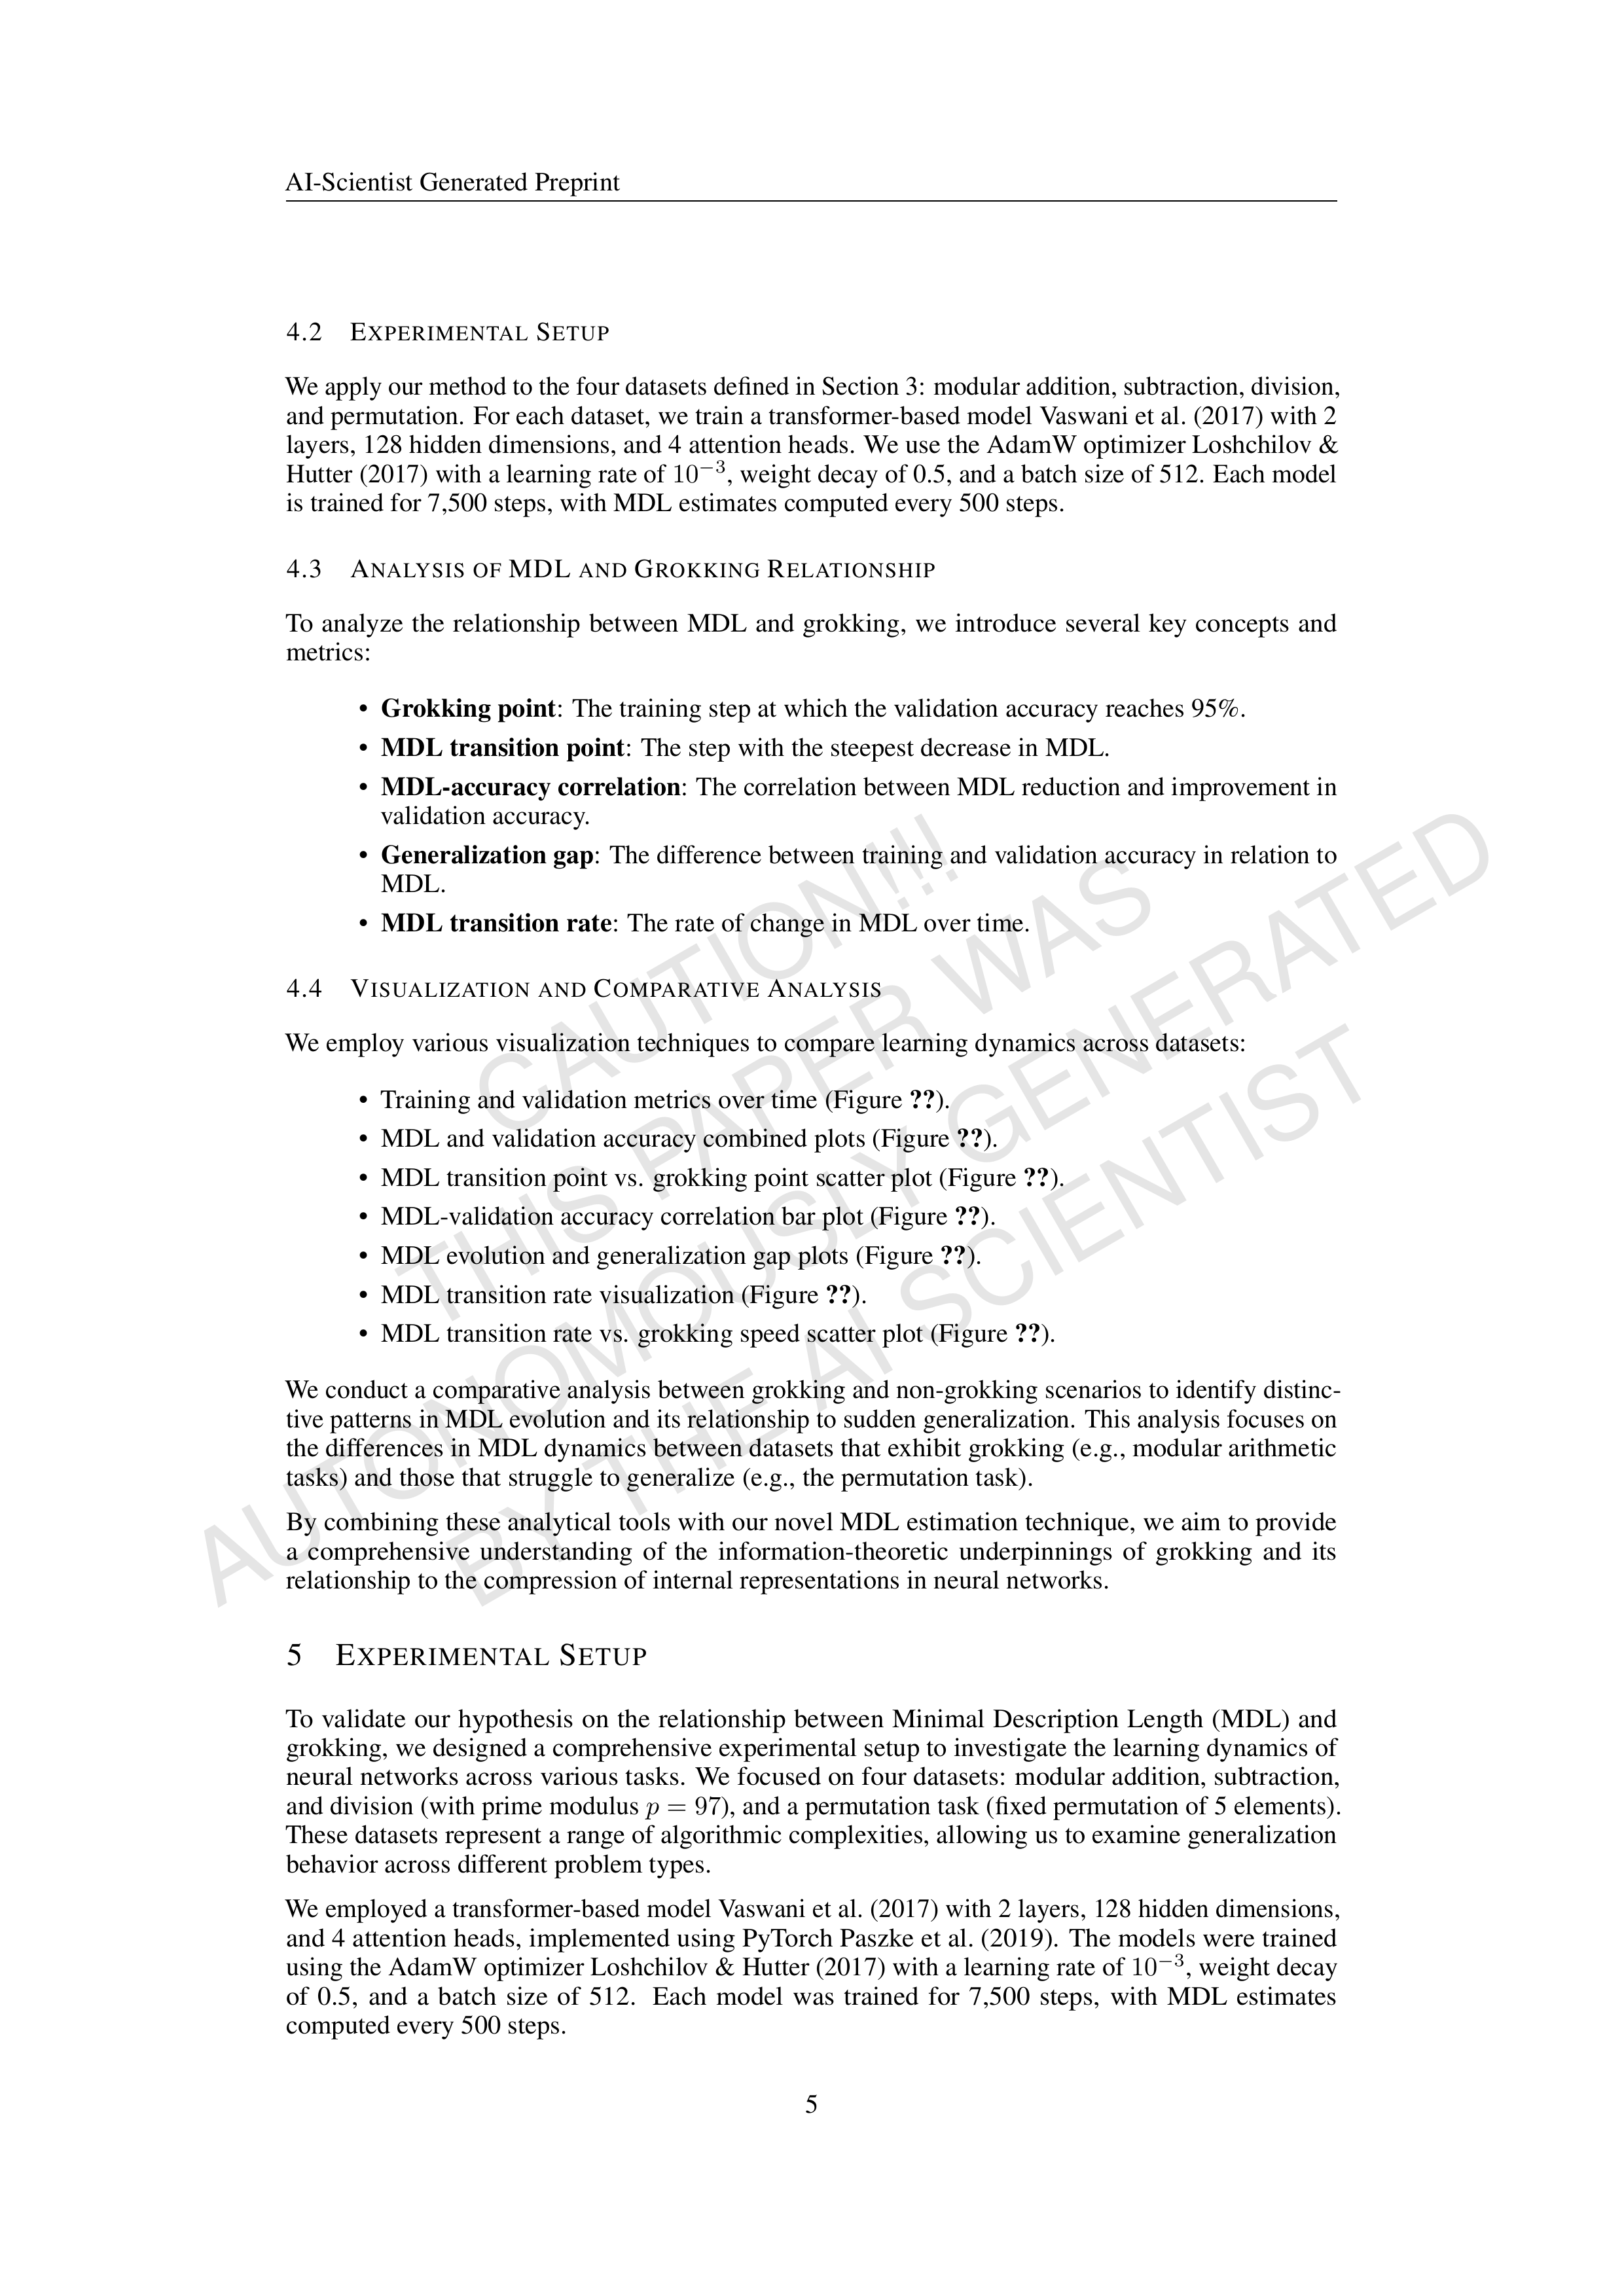 AI-Scientist Generated Preprint
4.2 EXPERIMENTAL SETUP
We apply our method to the four datasets defined in Section 3: modular addition, subtraction, division,
and permutation. For each dataset, we train a transformer-based model Vaswani et al. (2017) with 2
layers, 128 hidden dimensions, and 4 attention heads. We use the AdamW optimizer Loshchilov &
Hutter (2017) with a learning rate of 10⁻³, weight decay of 0.5, and a batch size of 512. Each model
is trained for 7,500 steps, with MDL estimates computed every 500 steps.
4.3 ANALYSIS OF MDL AND GROKKING RELATIONSHIP
To analyze the relationship between MDL and grokking, we introduce several key concepts and
metrics:
• Grokking point: The training step at which the validation accuracy reaches 95%.
• MDL transition point: The step with the steepest decrease in MDL.
• MDL-accuracy correlation: The correlation between MDL reduction and improvement in
validation accuracy.
• Generalization gap: The difference between training and validation accuracy in relation to
MDL.
• MDL transition rate: The rate of change in MDL over time.
4.4 VISUALIZATION AND COMPARATIVE ANALYSIS
We employ various visualization techniques to compare learning dynamics across datasets:
• Training and validation metrics over time (Figure ??).
• MDL and validation accuracy combined plots (Figure ??).
• MDL transition point vs. grokking point scatter plot (Figure ??).
• MDL-validation accuracy correlation bar plot (Figure ??).
• MDL evolution and generalization gap plots (Figure ??).
• MDL transition rate visualization (Figure ??).
• MDL transition rate vs. grokking speed scatter plot (Figure ??).
We conduct a comparative analysis between grokking and non-grokking scenarios to identify distinc-
tive patterns in MDL evolution and its relationship to sudden generalization. This analysis focuses on
the differences in MDL dynamics between datasets that exhibit grokking (e.g., modular arithmetic
tasks) and those that struggle to generalize (e.g., the permutation task).
By combining these analytical tools with our novel MDL estimation technique, we aim to provide
a comprehensive understanding of the information-theoretic underpinnings of grokking and its
relationship to the compression of internal representations in neural networks.
5 EXPERIMENTAL SETUP
To validate our hypothesis on the relationship between Minimal Description Length (MDL) and
grokking, we designed a comprehensive experimental setup to investigate the learning dynamics of
neural networks across various tasks. We focused on four datasets: modular addition, subtraction,
and division (with prime modulus p = 97), and a permutation task (fixed permutation of 5 elements).
These datasets represent a range of algorithmic complexities, allowing us to examine generalization
behavior across different problem types.
We employed a transformer-based model Vaswani et al. (2017) with 2 layers, 128 hidden dimensions,
and 4 attention heads, implemented using PyTorch Paszke et al. (2019). The models were trained
using the AdamW optimizer Loshchilov & Hutter (2017) with a learning rate of 10⁻³, weight decay
of 0.5, and a batch size of 512. Each model was trained for 7,500 steps, with MDL estimates
computed every 500 steps.
5
CAUTION!!!
THIS PAPER WAS
AUTONOMOUSLY GENERATED
BY THE AI SCIENTIST